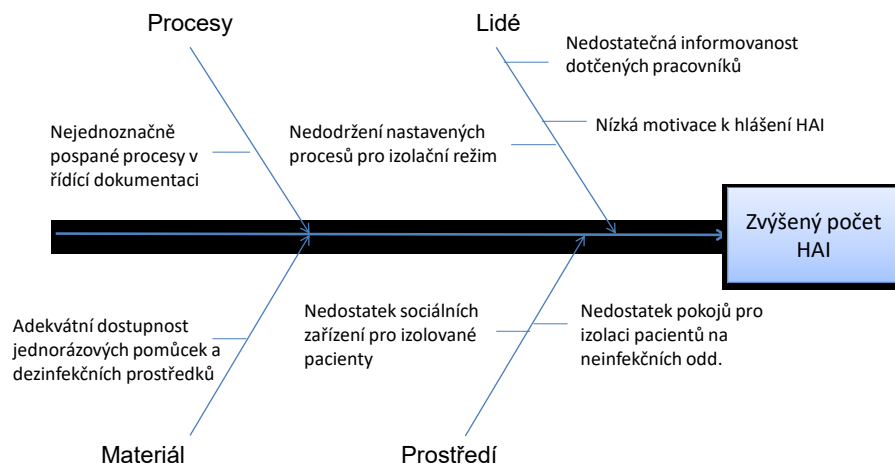 Procesy
Lidé
Nedostatečná informovanost
dotčených pracovníků
Nízká motivace k hlášení HAI
Nejednoznačně
pospané procesy v
řídící dokumentaci
Nedodržení nastavených
procesů pro izolační režim
Zvýšený počet
HAI
Adekvátní dostupnost
jednorázových pomůcek a
dezinfekčních prostředků
Nedostatek sociálních
zařízení pro izolované
pacienty
Nedostatek pokojů pro
izolaci pacientů na
neinfekčních odd.
Materiál
Prostředí